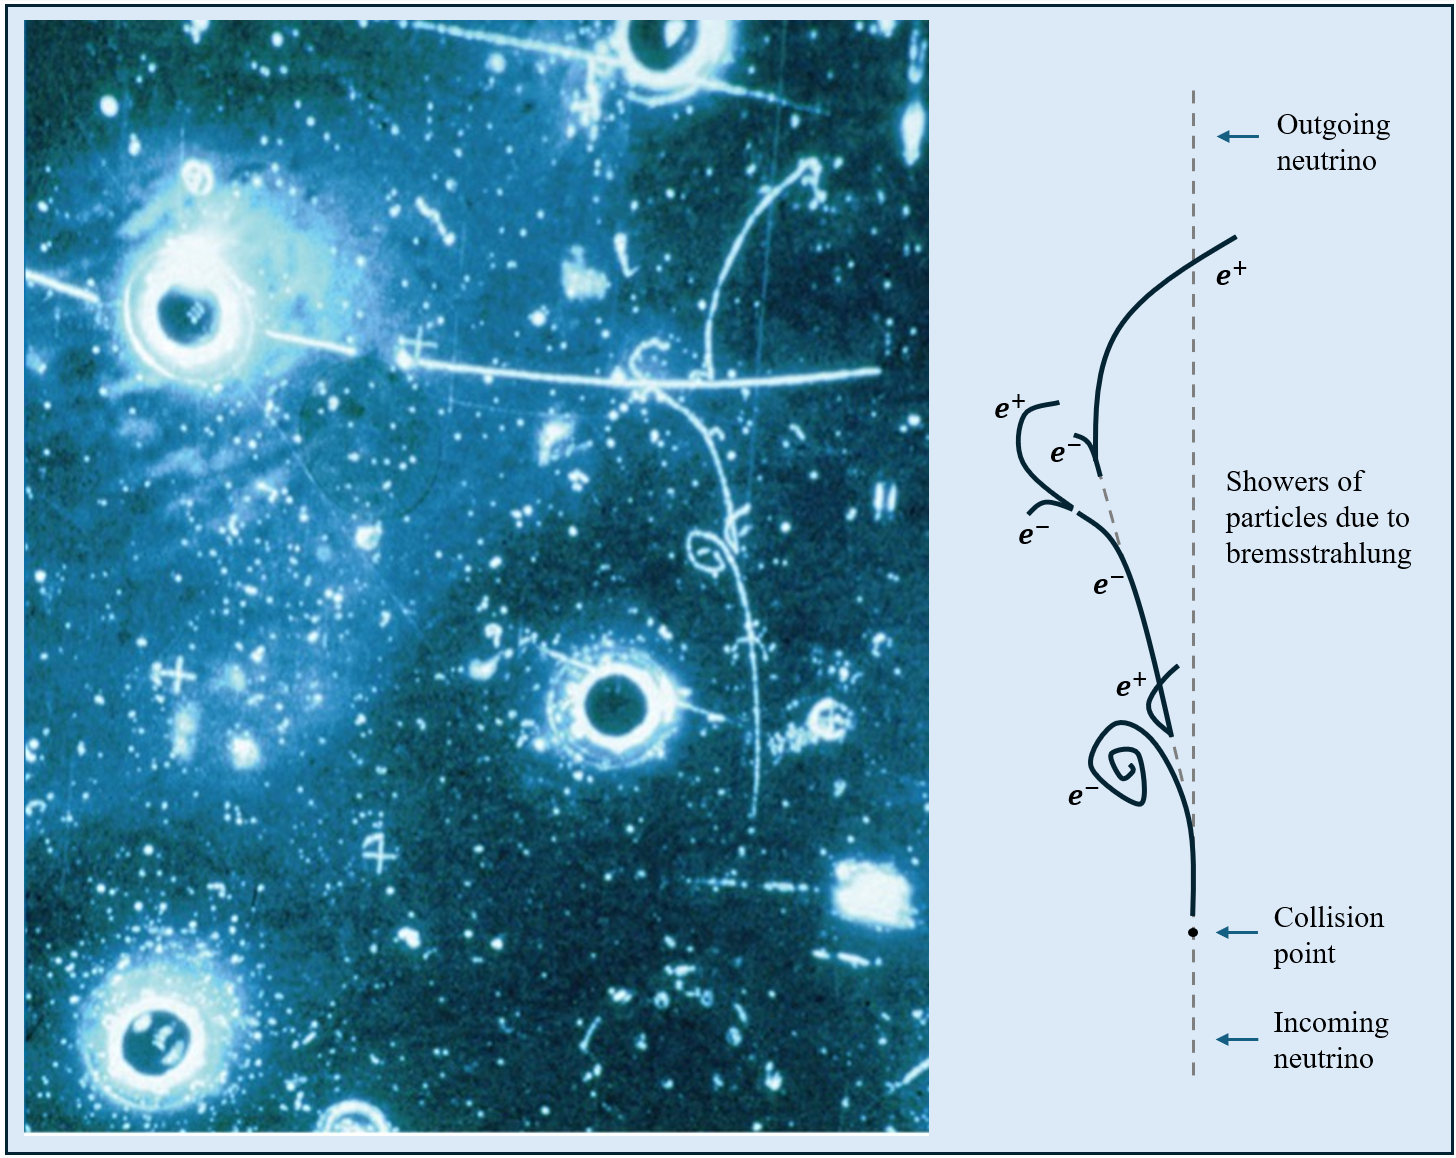 Outgoing
neutrino
e⁺
e⁺
e⁻
Showers of
particles due to
bremsstrahlung
e⁻
e⁻
e⁺
e⁻
Collision
point
Incoming
neutrino